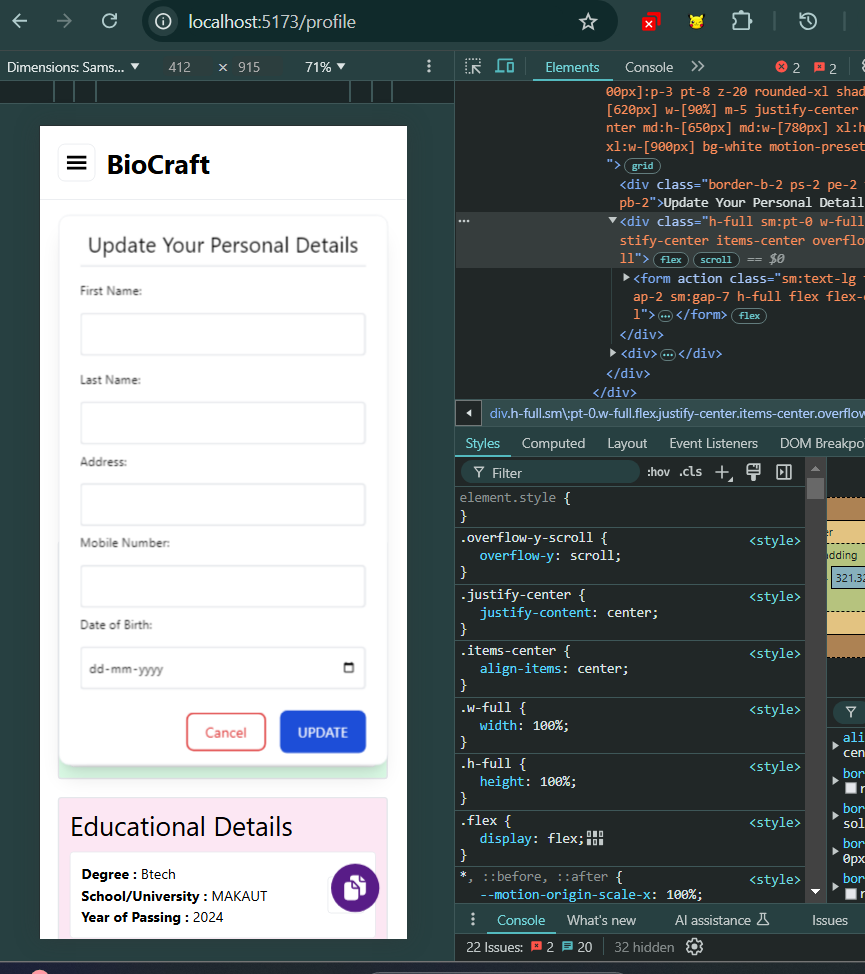 localhost:5173/profile
Dimensions: Sams... 412 × 915 71%
Elements Console 2 2
BioCraft
Update Your Personal Details
First Name:
Last Name:
Address:
Mobile Number:
Date of Birth:
dd-mm-yyyy
Cancel UPDATE
Educational Details
Degree : Btech
School/University : MAKAUT
Year of Passing : 2024
00px]:p-3 pt-8 z-20 rounded-xl shad
[620px] w-[90%] m-5 justify-center
nter md:h-[650px] md:w-[780px] xl:h
xl:w-[900px] bg-white motion-preset
"> grid
<div class="border-b-2 ps-2 pe-2
pb-2">Update Your Personal Detail
<div class="h-full sm:pt-0 w-full
stify-center items-center overflow
ll"> flex scroll == $0
<form action class="sm:text-lg
ap-2 sm:gap-7 h-full flex flex-
l"> … </form> flex
</div>
<div> … </div>
</div>
</div>
div.h-full.sm\:pt-0.w-full.flex.justify-center.items-center.overflow
Styles Computed Layout Event Listeners DOM Breakpo
Filter :hov .cls
element.style {
}
.overflow-y-scroll { <style>
overflow-y: scroll;
}
.justify-center { <style>
justify-content: center;
}
.items-center { <style>
align-items: center;
}
.w-full { <style>
width: 100%;
}
.h-full { <style>
height: 100%;
}
.flex { <style>
display: flex;
}
*, ::before, ::after { <style>
--motion-origin-scale-x: 100%;
er
adding
321.32
ali
cen
bor
bor
sol
bor
0px
bor
Console What's new AI assistance Issues
22 Issues: 2 20 32 hidden